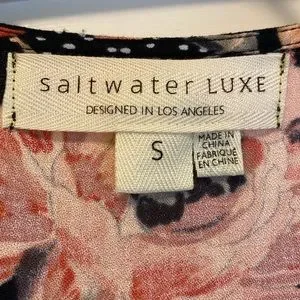 saltwater LUXE
DESIGNED IN LOS ANGELES
S
MADE IN
CHINA
FABRIQUÉ
EN CHINE